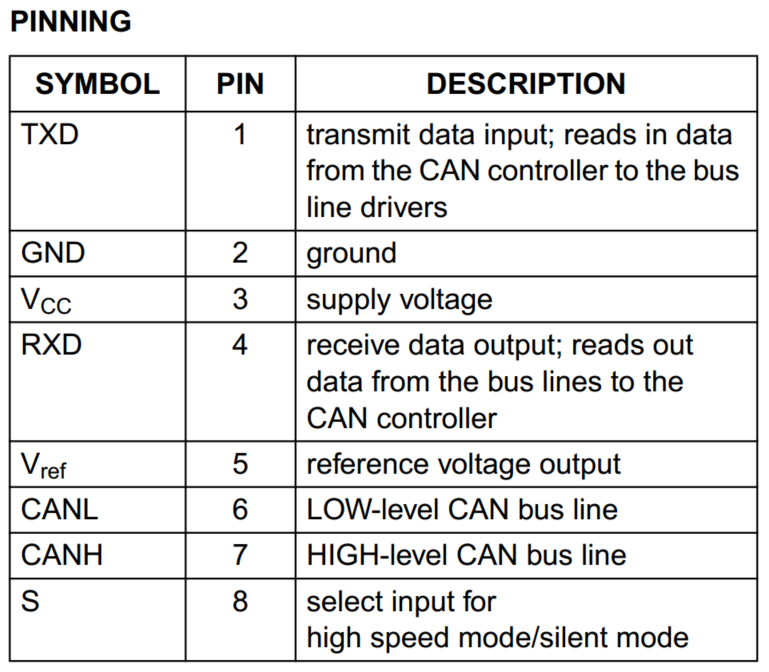 PINNING
SYMBOL PIN DESCRIPTION
TXD 1 transmit data input; reads in data
from the CAN controller to the bus
line drivers
GND 2 ground
VCC 3 supply voltage
RXD 4 receive data output; reads out
data from the bus lines to the
CAN controller
Vref 5 reference voltage output
CANL 6 LOW-level CAN bus line
CANH 7 HIGH-level CAN bus line
S 8 select input for
high speed mode/silent mode